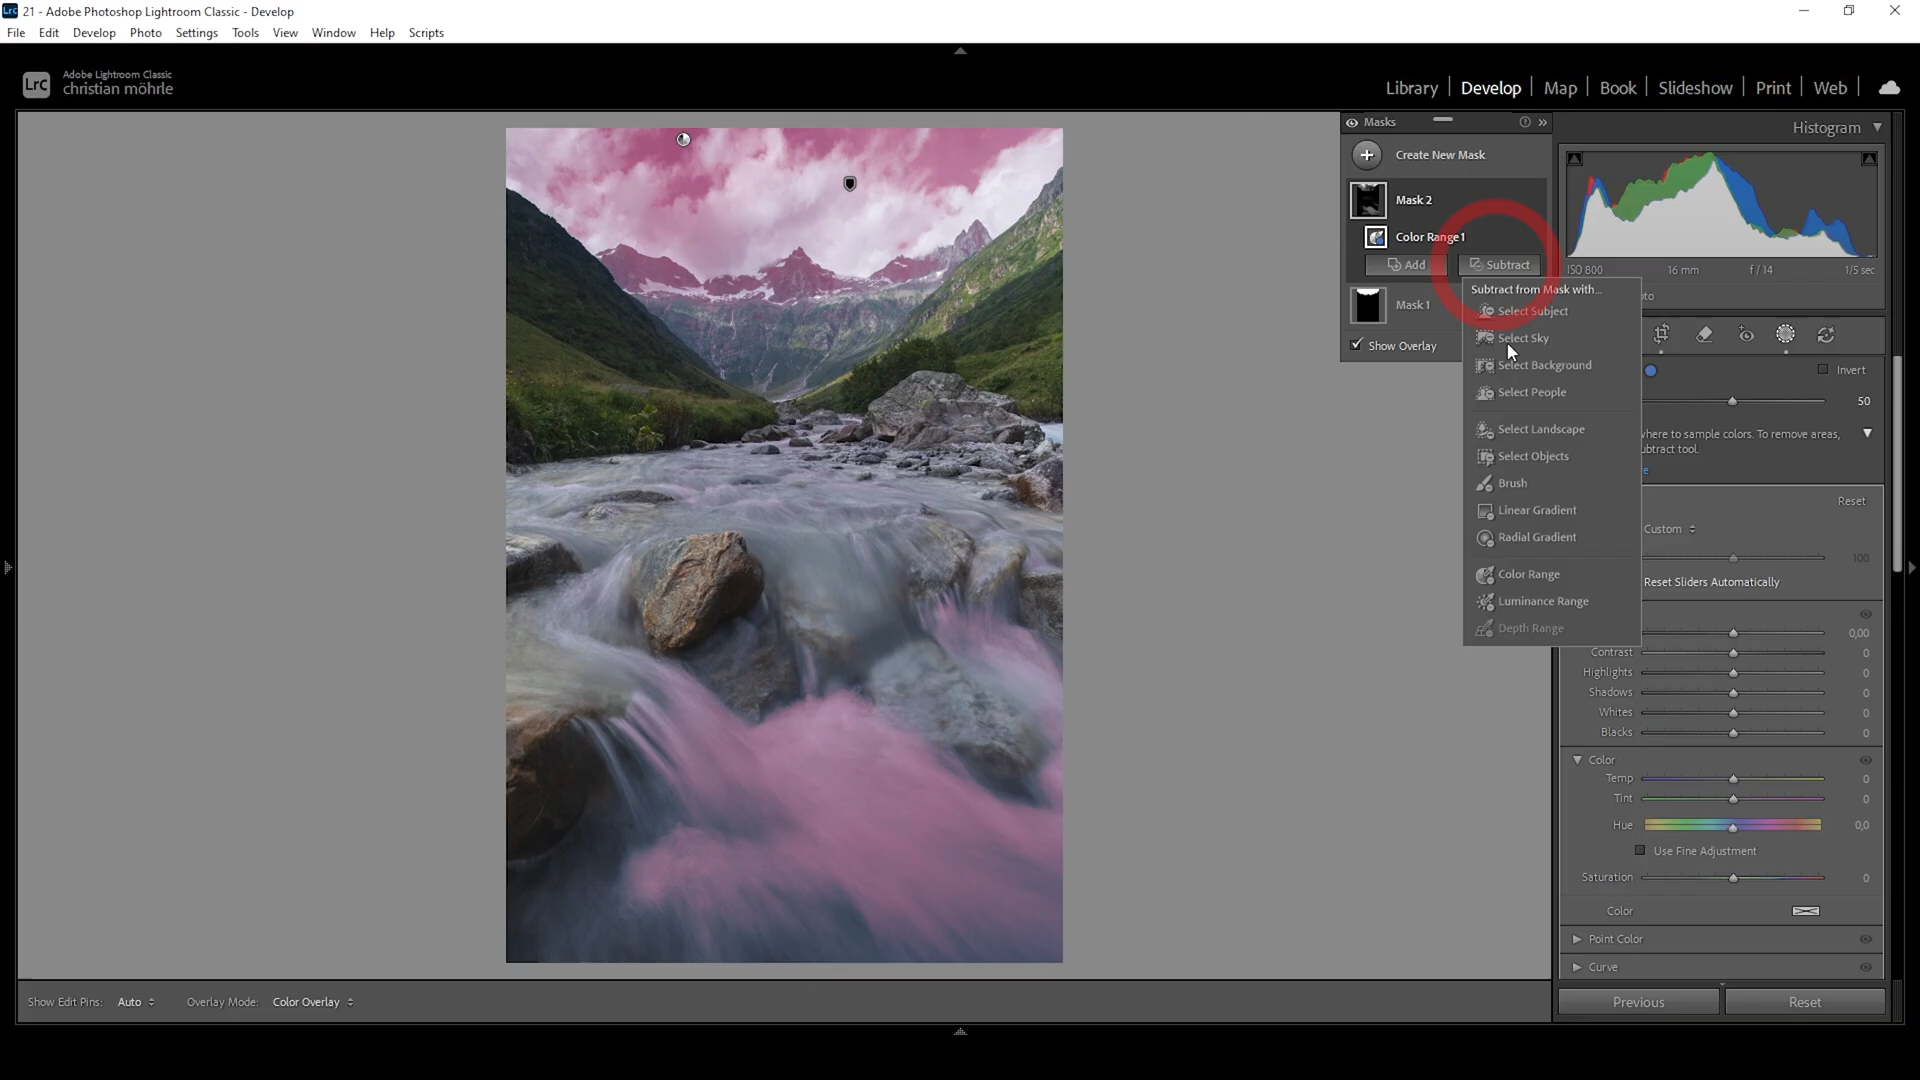 21 - Adobe Photoshop Lightroom Classic - Develop
File Edit Develop Photo Settings Tools View Window Help Scripts
LrC
Adobe Lightroom Classic
christian möhrle
Library Develop Map Book Slideshow Print Web
Masks
Create New Mask
Mask 2
Color Range 1
Add Subtract
Mask 1
Show Overlay
Subtract from Mask with...
Select Subject
Select Sky
Select Background
Select People
Select Landscape
Select Objects
Brush
Linear Gradient
Radial Gradient
Color Range
Luminance Range
Depth Range
Histogram
ISO 800 16 mm f / 14 1/5 sec
Invert
50
where to sample colors. To remove areas,
Reset
Custom
100
Reset Sliders Automatically
0,00
Contrast 0
Highlights 0
Shadows 0
Whites 0
Blacks 0
Color
Temp 0
Tint 0
Hue 0,0
Use Fine Adjustment
Saturation 0
Color
Point Color
Curve
Previous Reset
Show Edit Pins: Auto Overlay Mode: Color Overlay